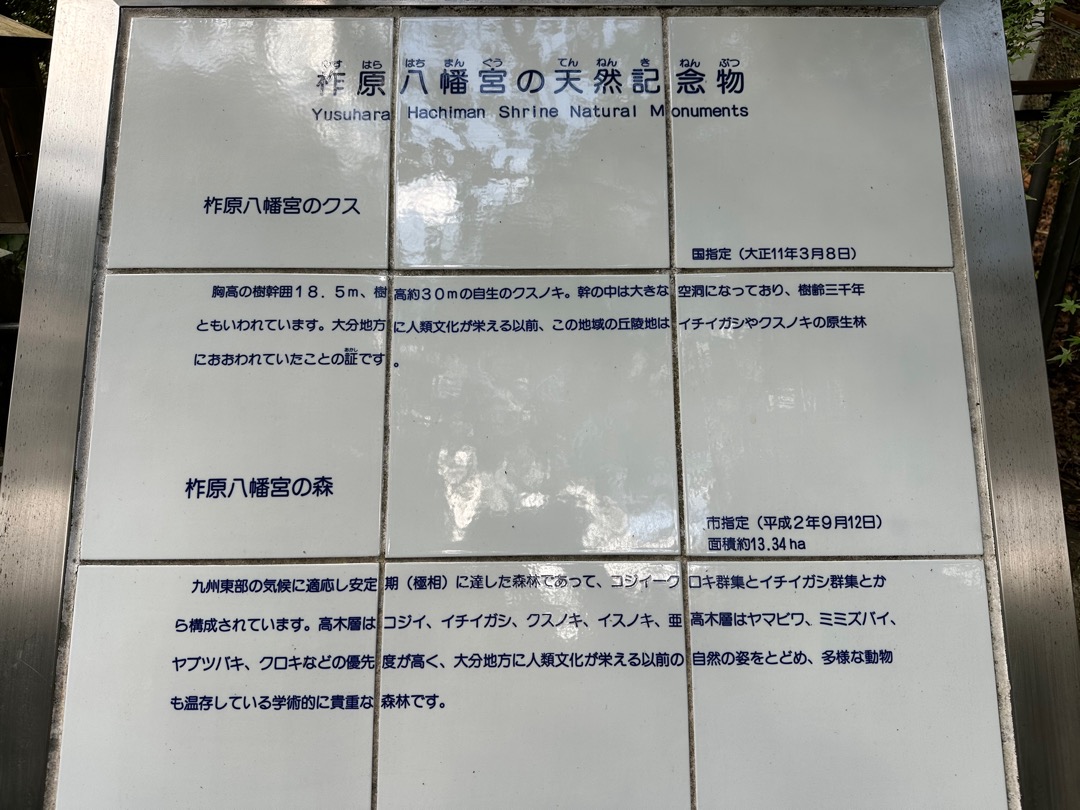 柞原八幡宮の天然記念物
Yusuhara Hachiman Shrine Natural Monuments
柞原八幡宮のクス
国指定（大正11年３月８日）
胸高の樹幹囲１８．５ｍ、樹高約３０ｍの自生のクスノキ。幹の中は大きな空洞になっており、樹齢三千年
ともいわれています。大分地方に人類文化が栄える以前、この地域の丘陵地はイチイガシやクスノキの原生林
におおわれていたことの証です。
柞原八幡宮の森
市指定（平成２年９月12日）
面積約13.34 ha
九州東部の気候に適応し安定期（極相）に達した森林であって、コジイークロキ群集とイチイガシ群集とか
ら構成されています。高木層はコジイ、イチイガシ、クスノキ、イスノキ、亜高木層はヤマビワ、ミミズバイ、
ヤブツバキ、クロキなどの優先度が高く、大分地方に人類文化が栄える以前の自然の姿をとどめ、多様な動物
も温存している学術的に貴重な森林です。